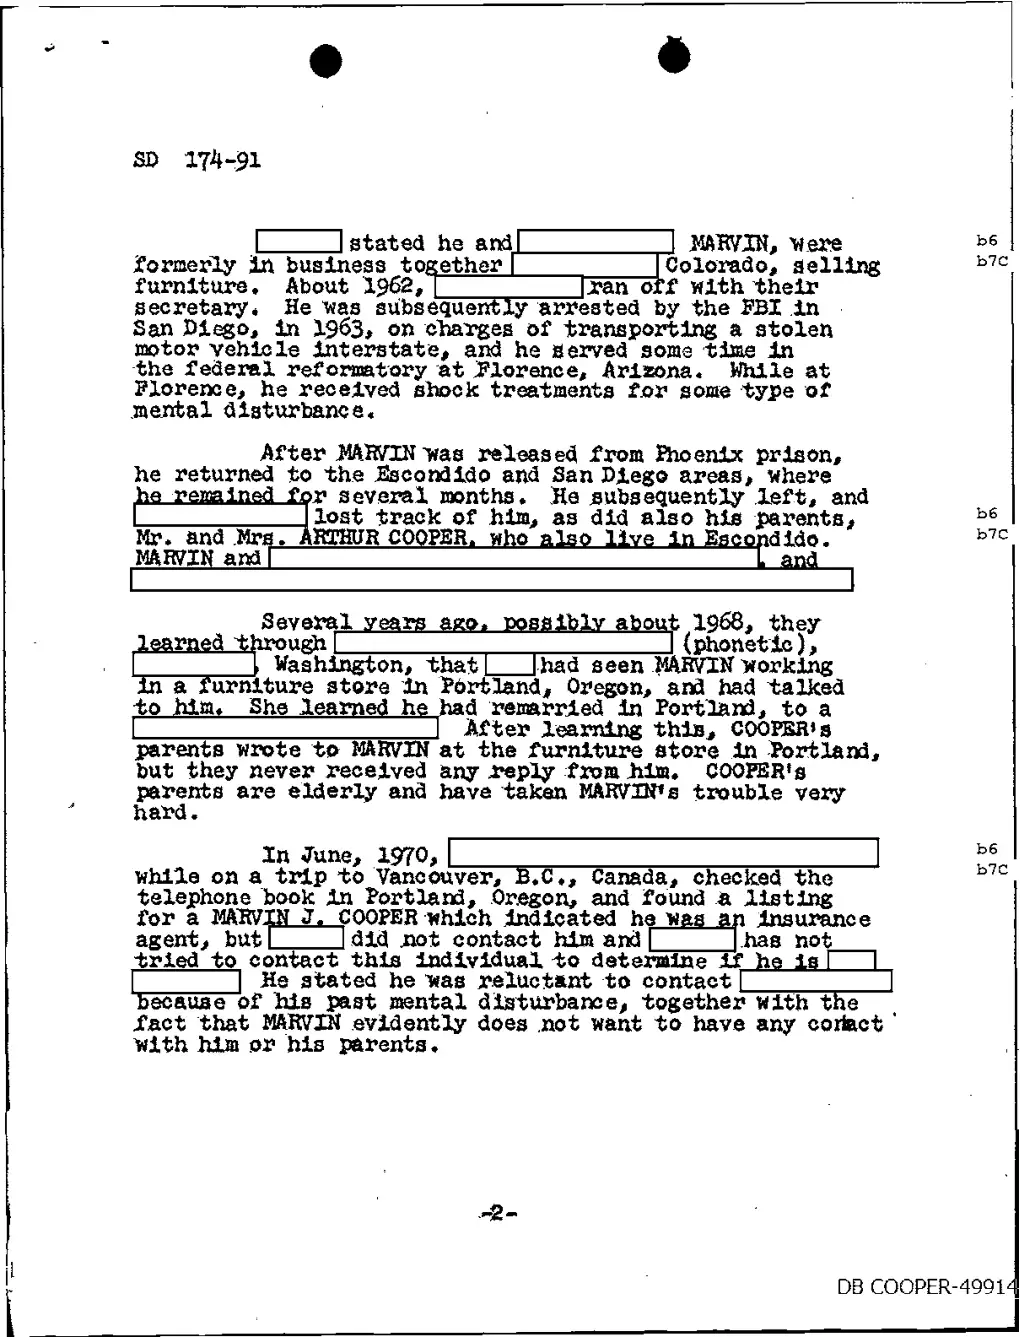 SD 174-91
stated he and MARVIN, were b6
formerly in business together Colorado, selling b7C
furniture. About 1962, ran off with their
secretary. He was subsequently arrested by the FBI in
San Diego, in 1963, on charges of transporting a stolen
motor vehicle interstate, and he served some time in
the federal reformatory at Florence, Arizona. While at
Florence, he received shock treatments for some type of
mental disturbance.
After MARVIN was released from Phoenix prison,
he returned to the Escondido and San Diego areas, where
he remained for several months. He subsequently left, and
lost track of him, as did also his parents, b6
Mr. and Mrs. ARTHUR COOPER, who also live in Escondido. b7C
MARVIN and , and
Several years ago, possibly about 1968, they
learned through (phonetic),
, Washington, that had seen MARVIN working
in a furniture store in Portland, Oregon, and had talked
to him. She learned he had remarried in Portland, to a
After learning this, COOPER's
parents wrote to MARVIN at the furniture store in Portland,
but they never received any reply from him. COOPER's
parents are elderly and have taken MARVIN's trouble very
hard.
In June, 1970, b6
while on a trip to Vancouver, B.C., Canada, checked the b7C
telephone book in Portland, Oregon, and found a listing
for a MARVIN J. COOPER which indicated he was an insurance
agent, but did not contact him and has not
tried to contact this individual to determine if he is
He stated he was reluctant to contact
because of his past mental disturbance, together with the
fact that MARVIN evidently does not want to have any contact
with him or his parents.
-2-
DB COOPER-49914